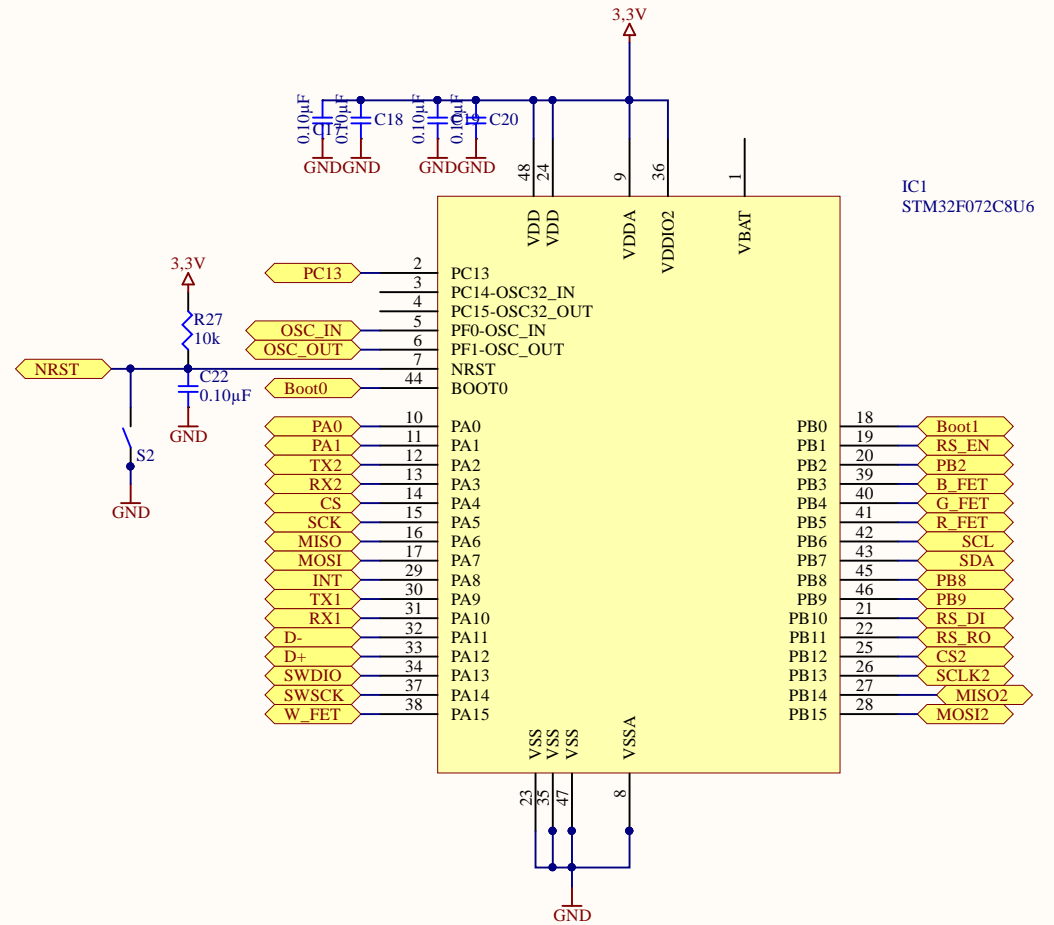 3,3V
0.10µF
C17
0.10µF
C18
0.10µF
C19
0.10µF
C20
GND
GND
GND
GND
48
24
9
36
1
VDD
VDD
VDDA
VDDIO2
VBAT
IC1
STM32F072C8U6
3,3V
R27
10k
NRST
C22
0.10µF
GND
S2
GND
PC13 2 PC13
3 PC14-OSC32_IN
4 PC15-OSC32_OUT
OSC_IN 5 PF0-OSC_IN
OSC_OUT 6 PF1-OSC_OUT
7 NRST
Boot0 44 BOOT0
PA0 10 PA0
PA1 11 PA1
TX2 12 PA2
RX2 13 PA3
CS 14 PA4
SCK 15 PA5
MISO 16 PA6
MOSI 17 PA7
INT 29 PA8
TX1 30 PA9
RX1 31 PA10
D- 32 PA11
D+ 33 PA12
SWDIO 34 PA13
SWSCK 37 PA14
W_FET 38 PA15
PB0 18 Boot1
PB1 19 RS_EN
PB2 20 PB2
PB3 39 B_FET
PB4 40 G_FET
PB5 41 R_FET
PB6 42 SCL
PB7 43 SDA
PB8 45 PB8
PB9 46 PB9
PB10 21 RS_DI
PB11 22 RS_RO
PB12 25 CS2
PB13 26 SCLK2
PB14 27 MISO2
PB15 28 MOSI2
VSS
VSS
VSS
VSSA
23
35
47
8
GND